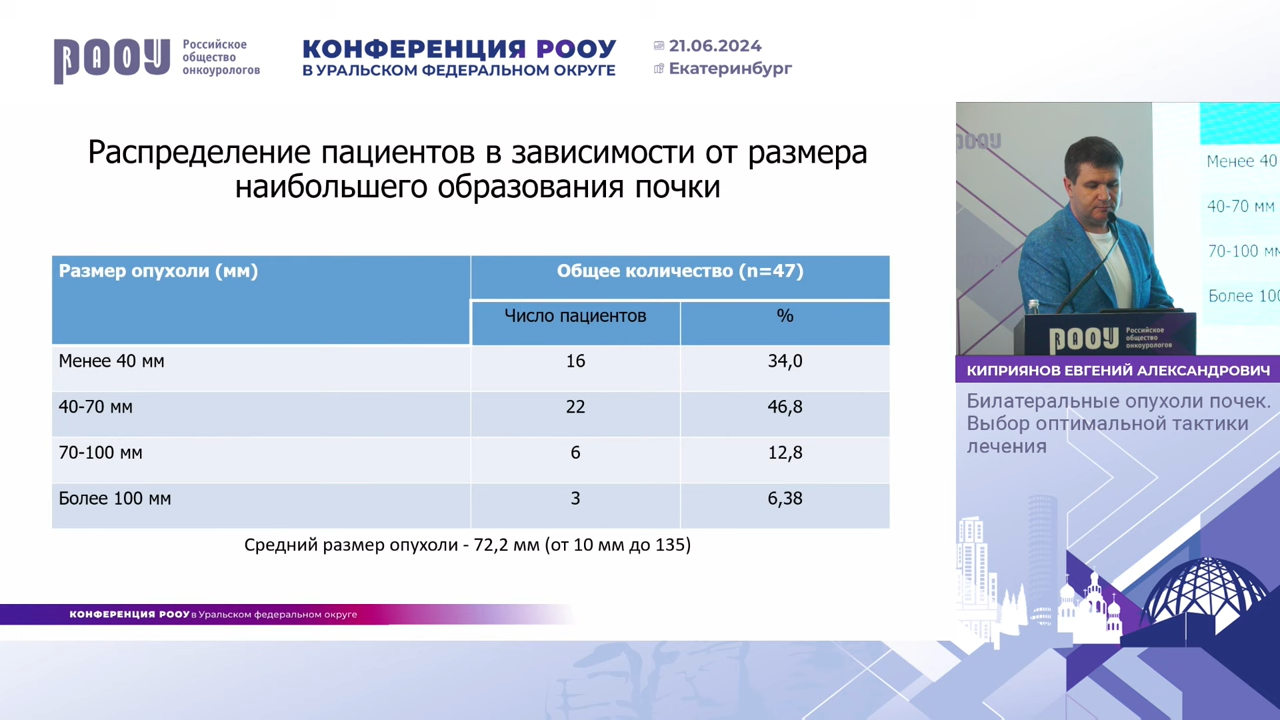 РООУ
RAOU
Российское
общество
онкоурологов
КОНФЕРЕНЦИЯ РООУ
В УРАЛЬСКОМ ФЕДЕРАЛЬНОМ ОКРУГЕ
21.06.2024
Екатеринбург
Распределение пациентов в зависимости от размера
наибольшего образования почки
Размер опухоли (мм) Общее количество (n=47)
Число пациентов %
Менее 40 мм 16 34,0
40-70 мм 22 46,8
70-100 мм 6 12,8
Более 100 мм 3 6,38
Средний размер опухоли - 72,2 мм (от 10 мм до 135)
КОНФЕРЕНЦИЯ РООУ в Уральском федеральном округе
РООУ
Менее 40
40-70 мм
70-100 мм
Более 100
РООУ
RAOU
Российское
общество
онкоурологов
КИПРИЯНОВ ЕВГЕНИЙ АЛЕКСАНДРОВИЧ
Билатеральные опухоли почек.
Выбор оптимальной тактики
лечения